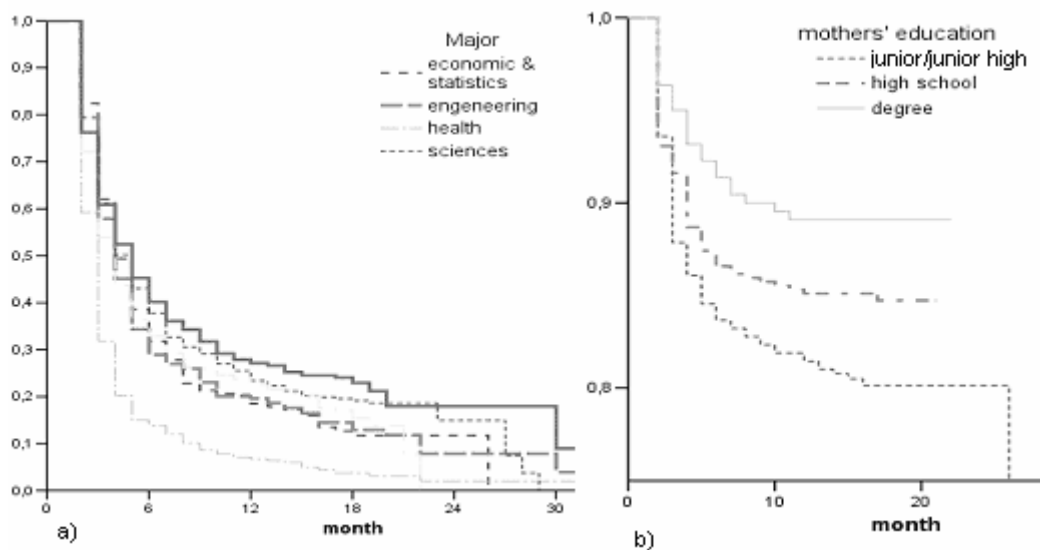 1,0
0,9
0,8
0,7
0,6
0,5
0,4
0,3
0,2
0,1
0,0
Major
economic &
statistics
engeneering
health
sciences
0
6
12
18
24
30
month
a)
1,0
0,9
0,8
mothers' education
junior/junior high
high school
degree
0
10
20
month
b)